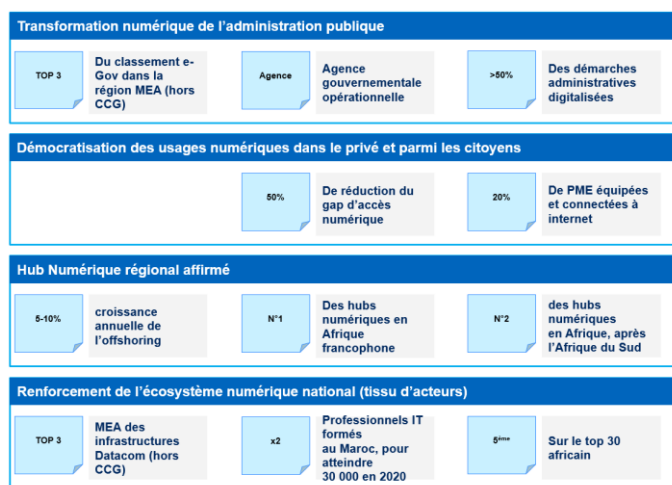 Transformation numérique de l'administration publique
TOP 3
Du classement e-
Gov dans la
région MEA (hors
CCG)
Agence
Agence
gouvernementale
opérationnelle
>50%
Des démarches
administratives
digitalisées
Démocratisation des usages numériques dans le privé et parmi les citoyens
50%
De réduction du
gap d'accès
numérique
20%
De PME équipées
et connectées à
internet
Hub Numérique régional affirmé
5-10%
croissance
annuelle de
l'offshoring
N°1
Des hubs
numériques en
Afrique
francophone
N°2
des hubs
numériques
en Afrique, après
l'Afrique du Sud
Renforcement de l'écosystème numérique national (tissu d'acteurs)
TOP 3
MEA des
infrastructures
Datacom (hors
CCG)
x2
Professionnels IT
formés
au Maroc, pour
atteindre
30 000 en 2020
5ème
Sur le top 30
africain